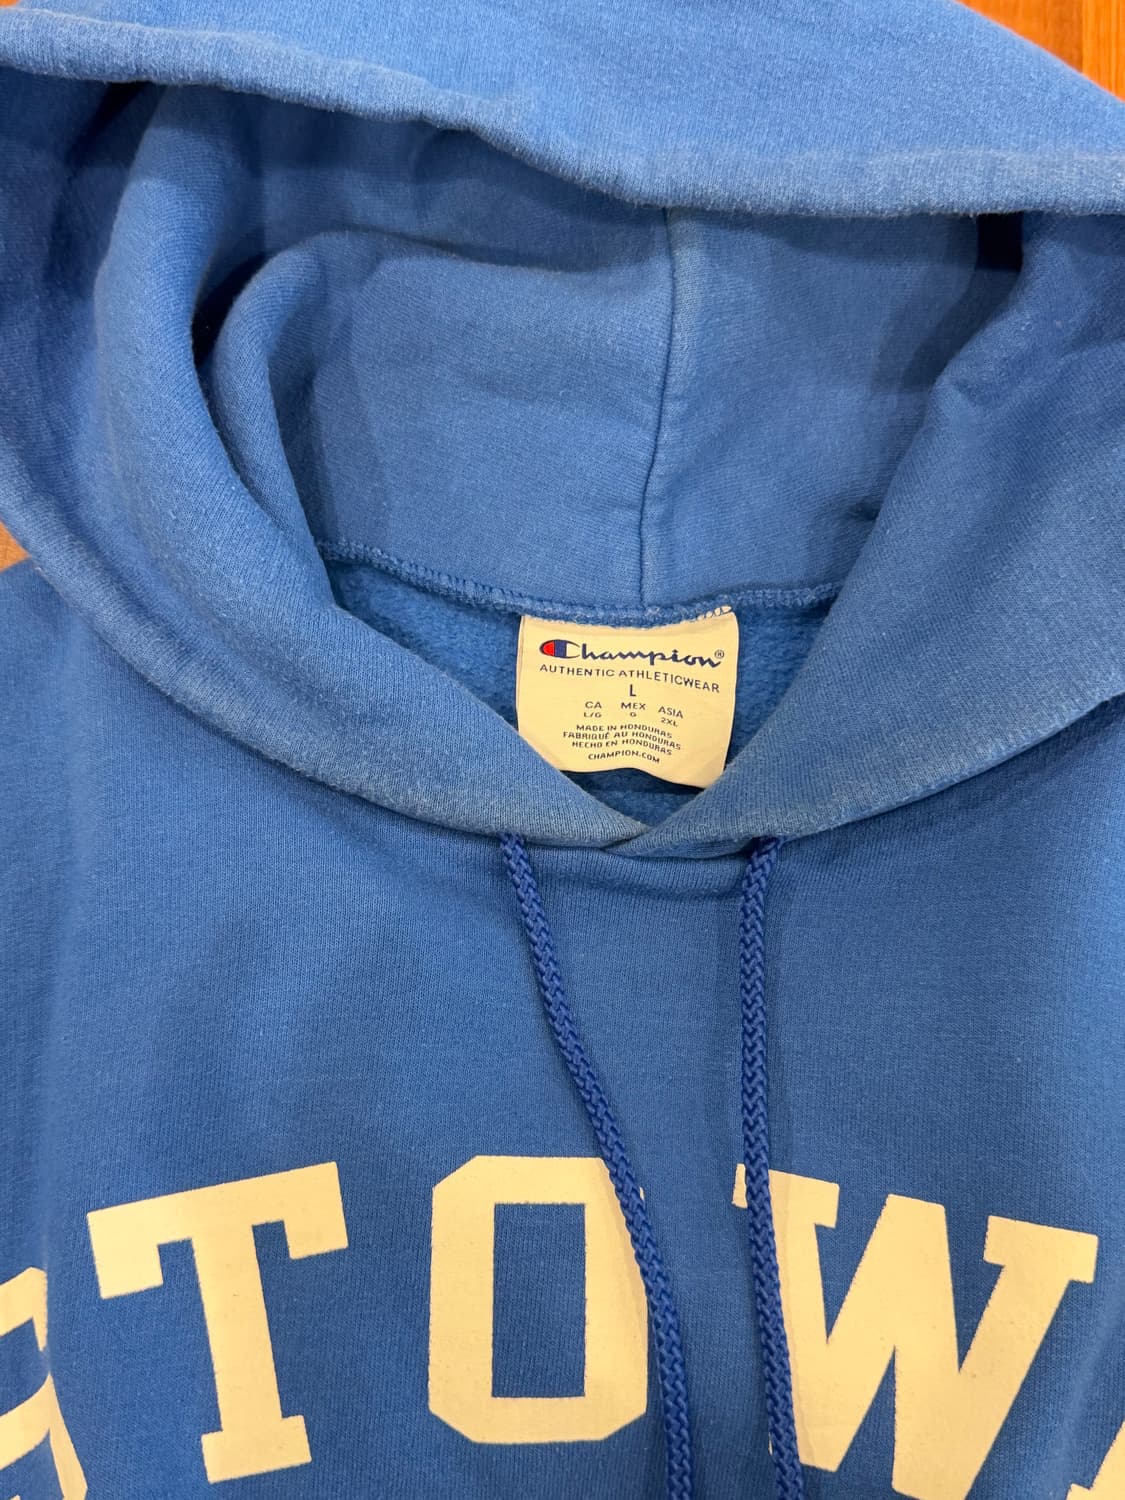 Champion®
AUTHENTIC ATHLETICWEAR
L
CA MEX ASIA
L/G G 2XL
MADE IN HONDURAS
FABRIQUÉ AU HONDURAS
HECHO EN HONDURAS
CHAMPION.COM
TOW